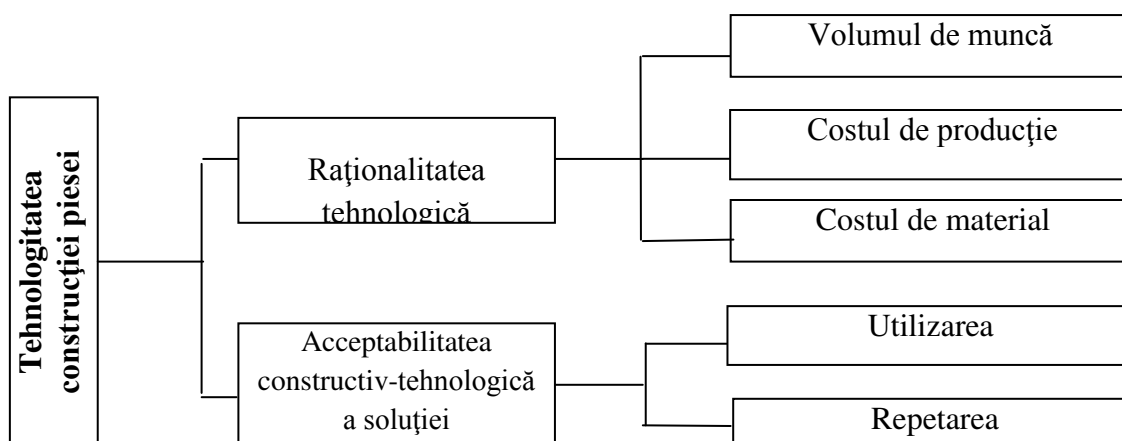 Tehnologitatea
construcţiei piesei
Raţionalitatea
tehnologică
Acceptabilitatea
constructiv-tehnologică
a soluţiei
Volumul de muncă
Costul de producţie
Costul de material
Utilizarea
Repetarea